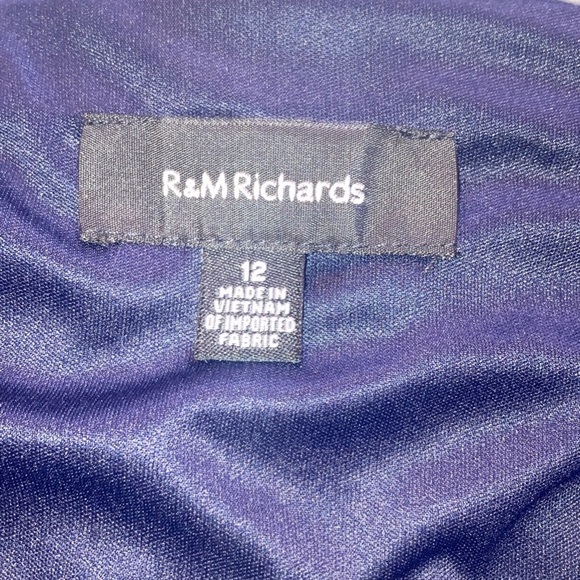 R&M Richards
12
MADE IN
VIETNAM
OF IMPORTED
FABRIC